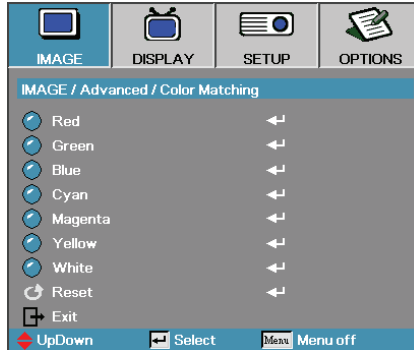 IMAGE DISPLAY SETUP OPTIONS
IMAGE / Advanced / Color Matching
Red
Green
Blue
Cyan
Magenta
Yellow
White
Reset
Exit
UpDown Select Menu Menu off